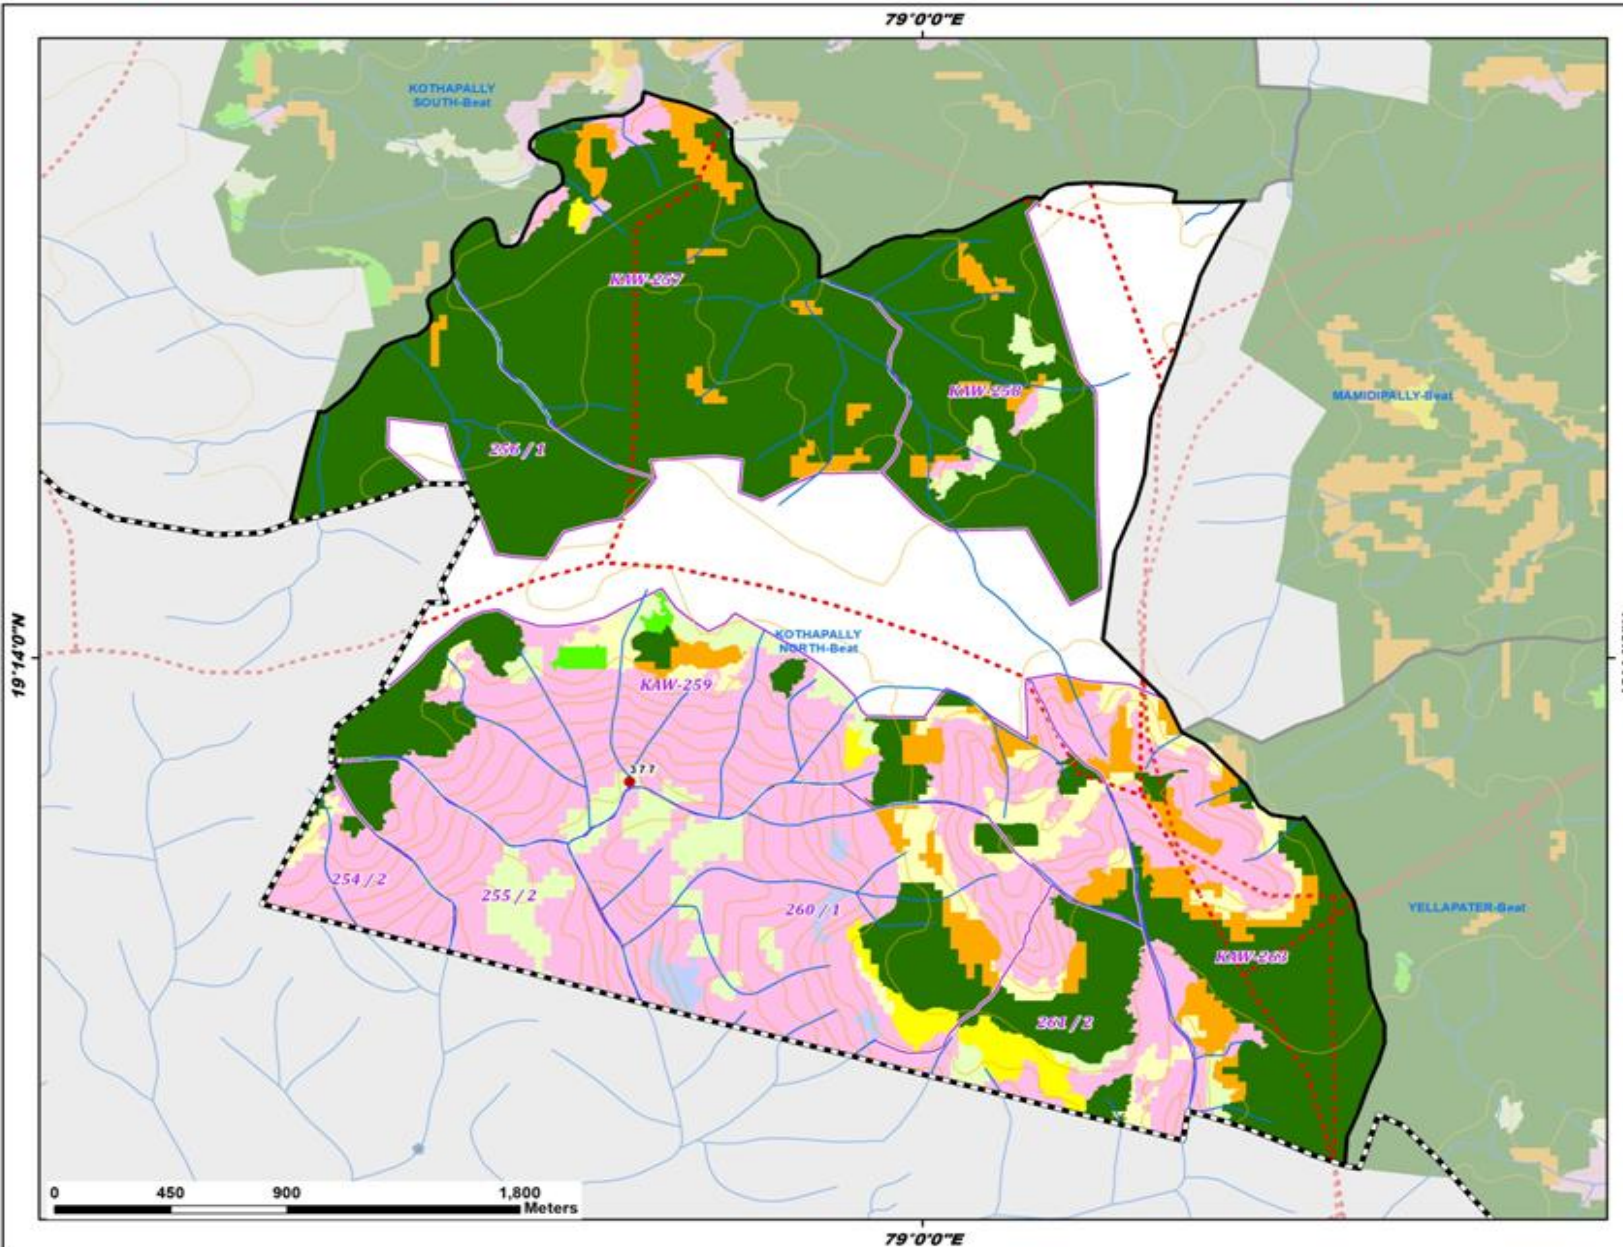 79°0'0"E
KOTHAPALLY
SOUTH-Beat
KAW-257
KAW-258
MAMIDIPALLY-Beat
256 / 1
19°14'0"N
KOTHAPALLY
NORTH-Beat
KAW-259
377
254 / 2
255 / 2
260 / 1
YELLAPATER-Beat
KAW-263
261 / 2
0 450 900 1,800
Meters
79°0'0"E